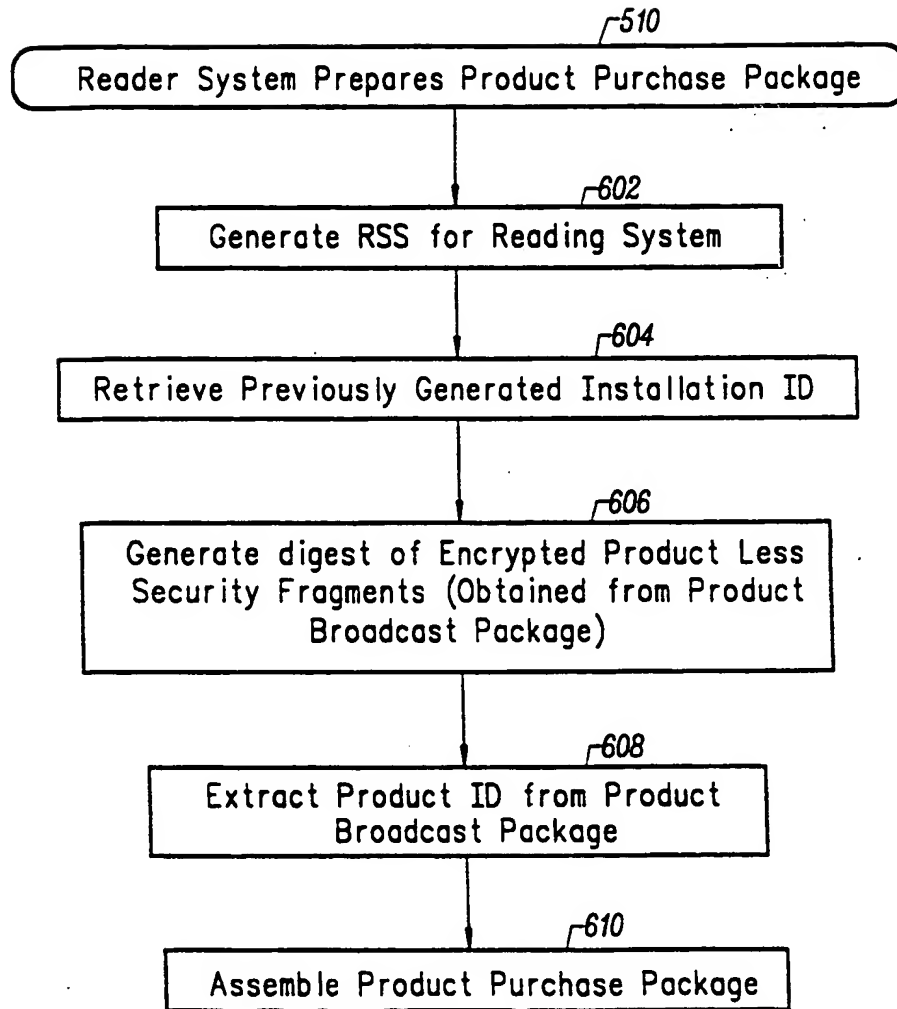 510
Reader System Prepares Product Purchase Package
602
Generate RSS for Reading System
604
Retrieve Previously Generated Installation ID
606
Generate digest of Encrypted Product Less
Security Fragments (Obtained from Product
Broadcast Package)
608
Extract Product ID from Product
Broadcast Package
610
Assemble Product Purchase Package